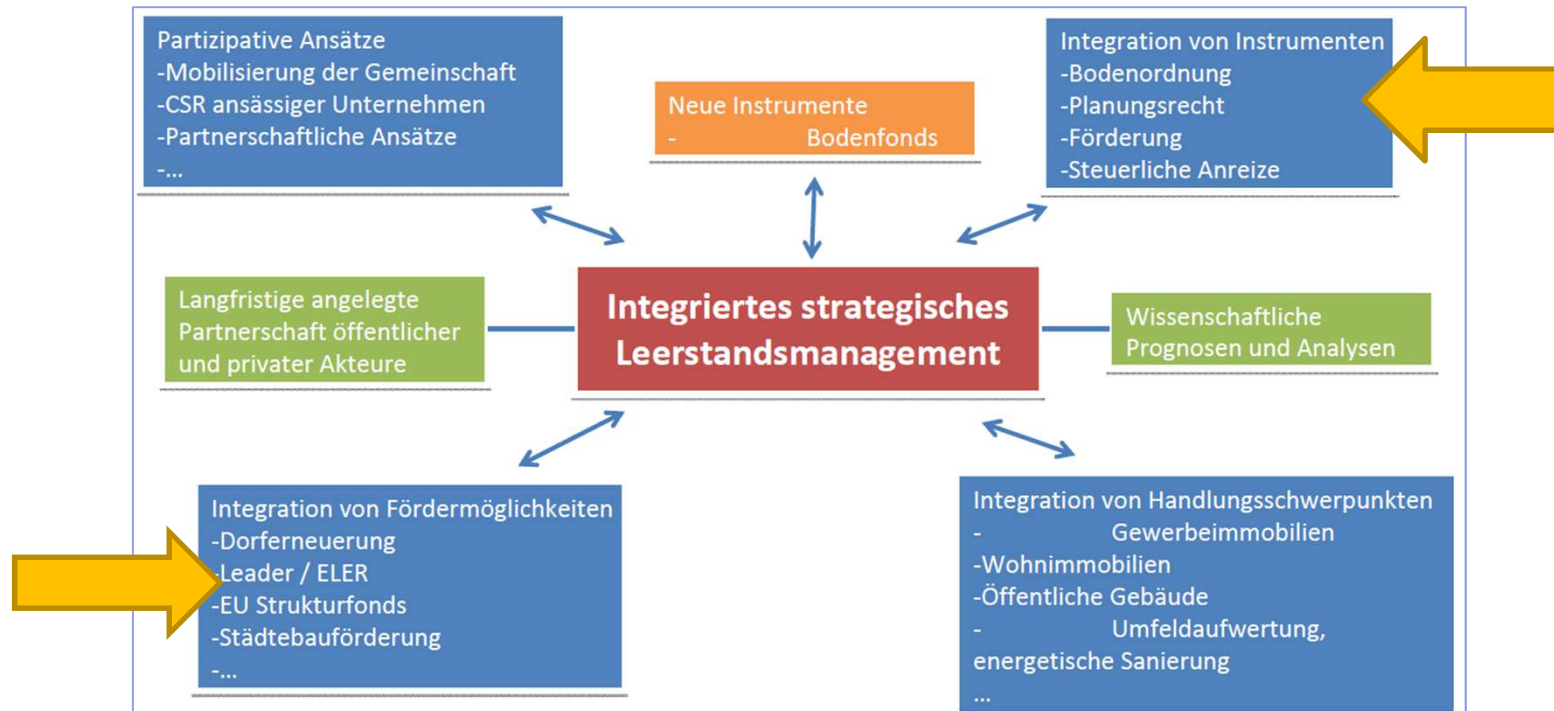 Partizipative Ansätze
-Mobilisierung der Gemeinschaft
-CSR ansässiger Unternehmen
-Partnerschaftliche Ansätze
-...
Neue Instrumente
- Bodenfonds
Integration von Instrumenten
-Bodenordnung
-Planungsrecht
-Förderung
-Steuerliche Anreize
Langfristige angelegte
Partnerschaft öffentlicher
und privater Akteure
Integriertes strategisches
Leerstandsmanagement
Wissenschaftliche
Prognosen und Analysen
Integration von Fördermöglichkeiten
-Dorferneuerung
-Leader / ELER
-EU Strukturfonds
-Städtebauförderung
-...
Integration von Handlungsschwerpunkten
- Gewerbeimmobilien
-Wohnimmobilien
-Öffentliche Gebäude
- Umfeldaufwertung,
energetische Sanierung
...